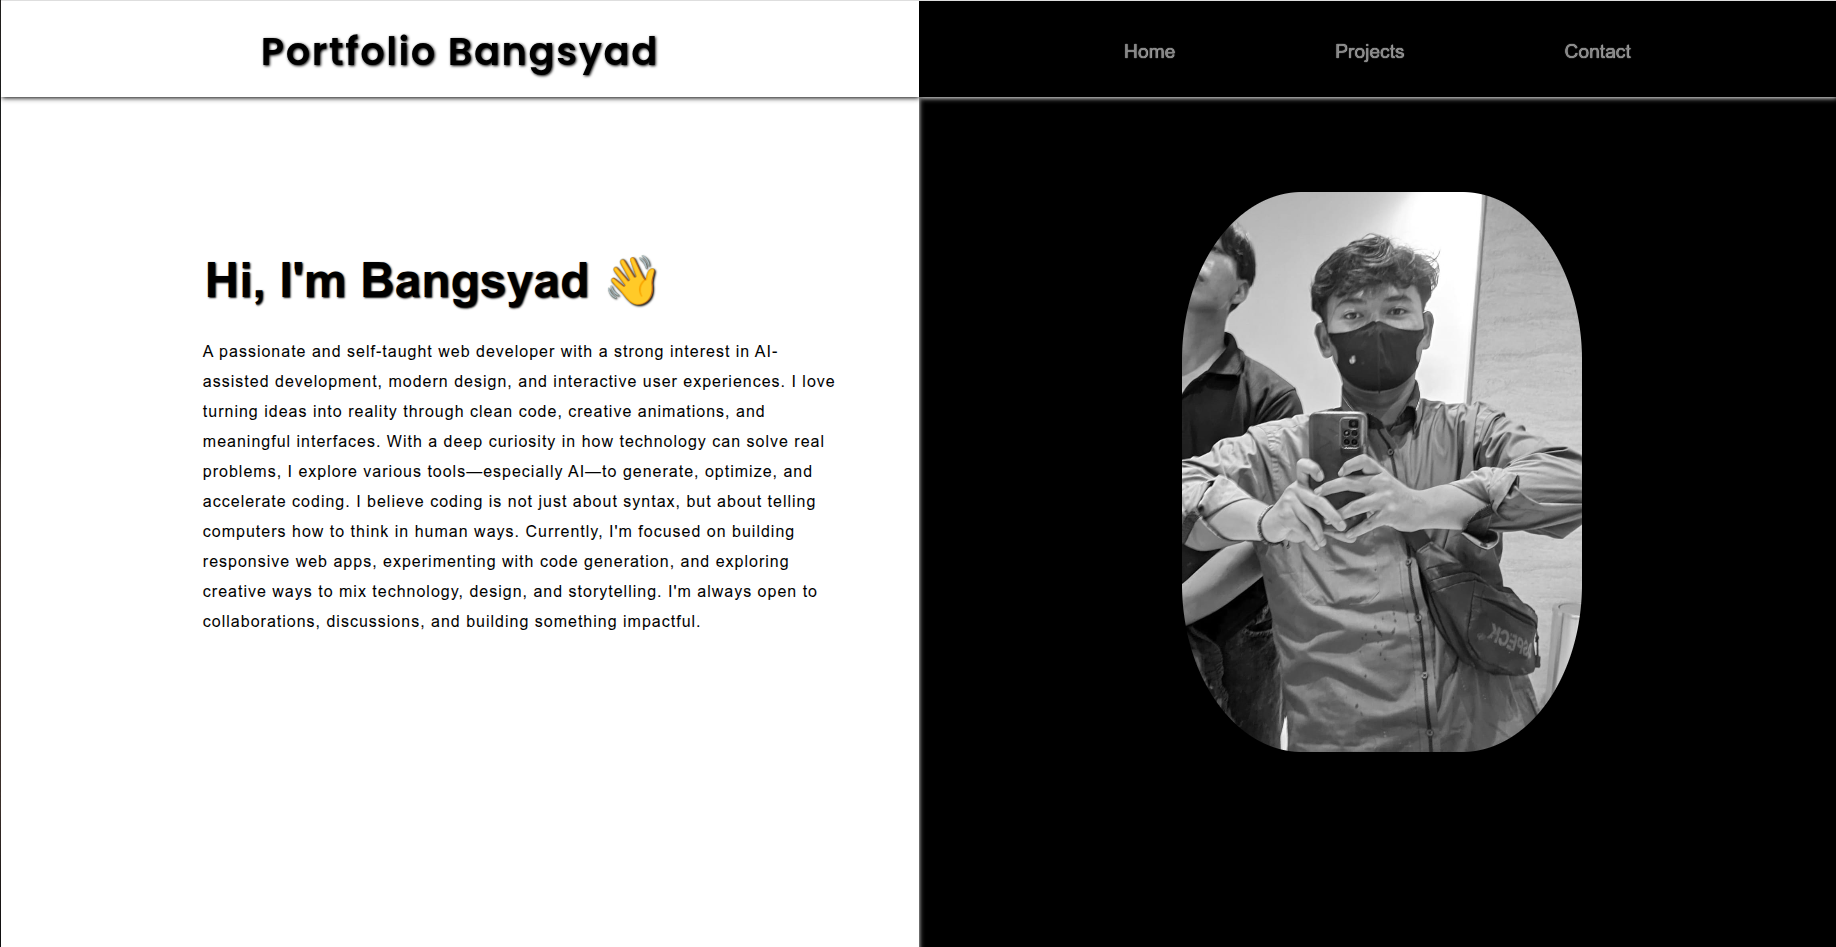 Portfolio Bangsyad
Home Projects Contact
Hi, I'm Bangsyad 👋
A passionate and self-taught web developer with a strong interest in AI-
assisted development, modern design, and interactive user experiences. I love
turning ideas into reality through clean code, creative animations, and
meaningful interfaces. With a deep curiosity in how technology can solve real
problems, I explore various tools—especially AI—to generate, optimize, and
accelerate coding. I believe coding is not just about syntax, but about telling
computers how to think in human ways. Currently, I'm focused on building
responsive web apps, experimenting with code generation, and exploring
creative ways to mix technology, design, and storytelling. I'm always open to
collaborations, discussions, and building something impactful.